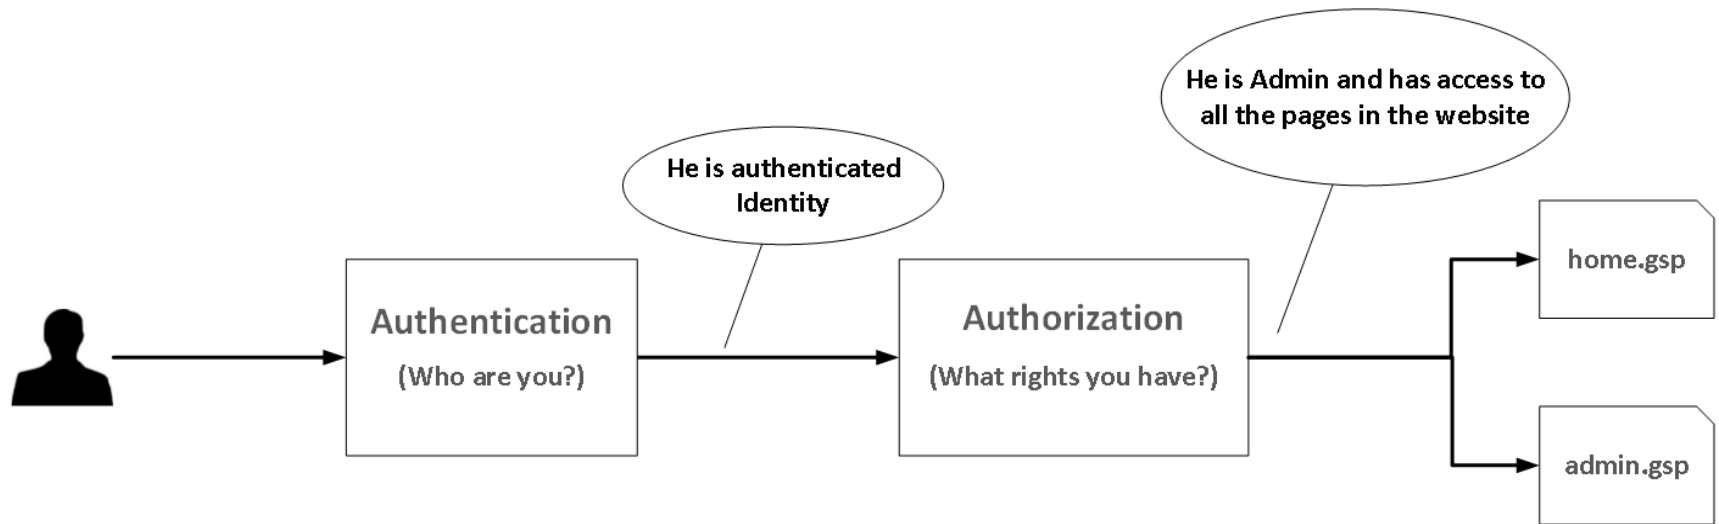 He is Admin and has access to
all the pages in the website
He is authenticated
Identity
Authentication
(Who are you?)
Authorization
(What rights you have?)
home.gsp
admin.gsp